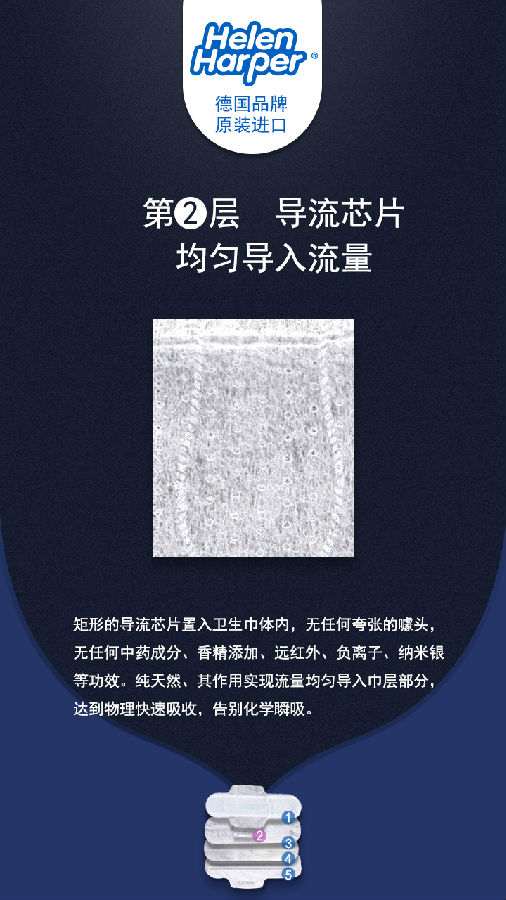 Helen
Harper®
德国品牌
原装进口
第2层 导流芯片
均匀导入流量
矩形的导流芯片置入卫生巾体内，无任何夸张的噱头，
无任何中药成分、香精添加、远红外、负离子、纳米银
等功效。纯天然、其作用实现流量均匀导入巾层部分，
达到物理快速吸收，告别化学瞬吸。
1
2
3
4
5